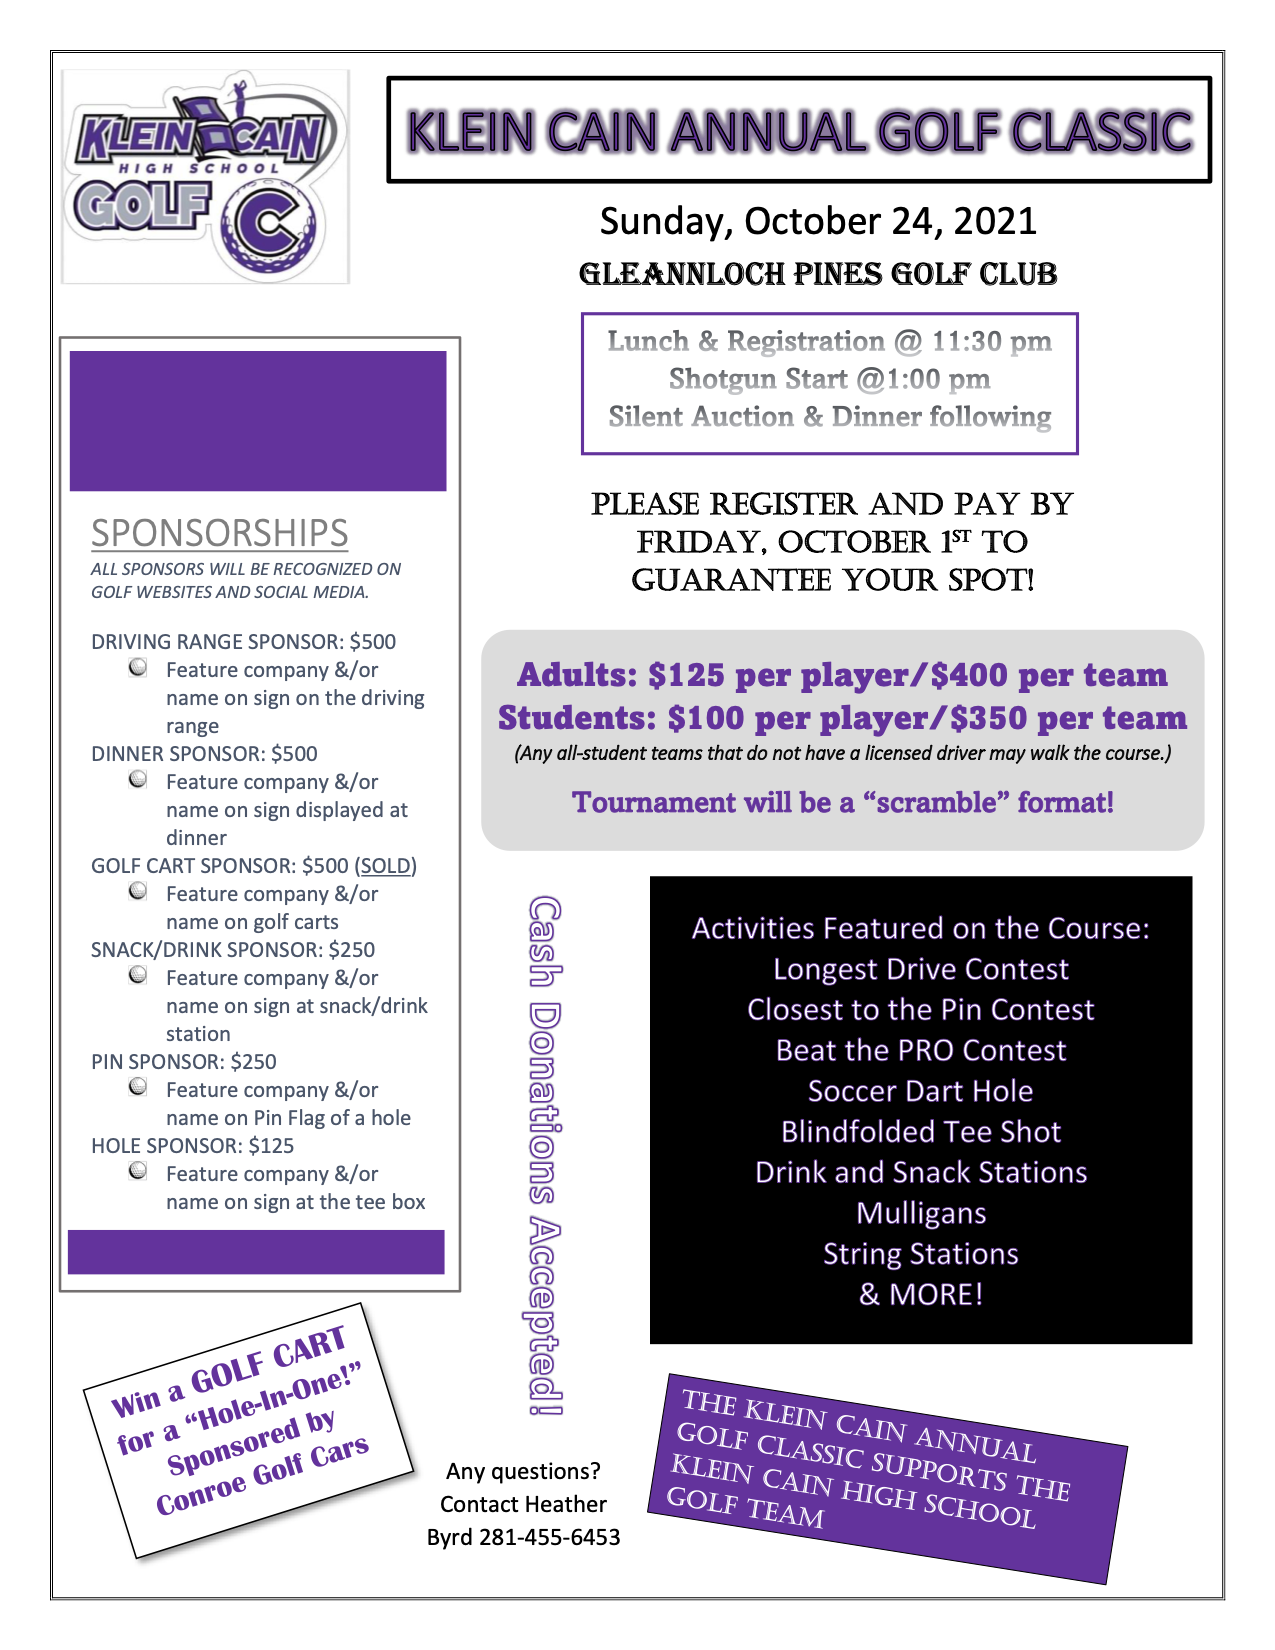 KLEIN CAIN
HIGH SCHOOL
GOLF
C
KLEIN CAIN ANNUAL GOLF CLASSIC
Sunday, October 24, 2021
GLEANNLOCH PINES GOLF CLUB
Lunch & Registration @ 11:30 pm
Shotgun Start @1:00 pm
Silent Auction & Dinner following
PLEASE REGISTER AND PAY BY
FRIDAY, OCTOBER 1ST TO
GUARANTEE YOUR SPOT!
Adults: $125 per player/$400 per team
Students: $100 per player/$350 per team
(Any all-student teams that do not have a licensed driver may walk the course.)
Tournament will be a “scramble” format!
SPONSORSHIPS
ALL SPONSORS WILL BE RECOGNIZED ON
GOLF WEBSITES AND SOCIAL MEDIA.
DRIVING RANGE SPONSOR: $500
Feature company &/or
name on sign on the driving
range
DINNER SPONSOR: $500
Feature company &/or
name on sign displayed at
dinner
GOLF CART SPONSOR: $500 (SOLD)
Feature company &/or
name on golf carts
SNACK/DRINK SPONSOR: $250
Feature company &/or
name on sign at snack/drink
station
PIN SPONSOR: $250
Feature company &/or
name on Pin Flag of a hole
HOLE SPONSOR: $125
Feature company &/or
name on sign at the tee box
Cash Donations Accepted!
Activities Featured on the Course:
Longest Drive Contest
Closest to the Pin Contest
Beat the PRO Contest
Soccer Dart Hole
Blindfolded Tee Shot
Drink and Snack Stations
Mulligans
String Stations
& MORE!
Win a GOLF CART
for a “Hole-In-One!”
Sponsored by
Conroe Golf Cars
Any questions?
Contact Heather
Byrd 281-455-6453
THE KLEIN CAIN ANNUAL
GOLF CLASSIC SUPPORTS THE
KLEIN CAIN HIGH SCHOOL
GOLF TEAM